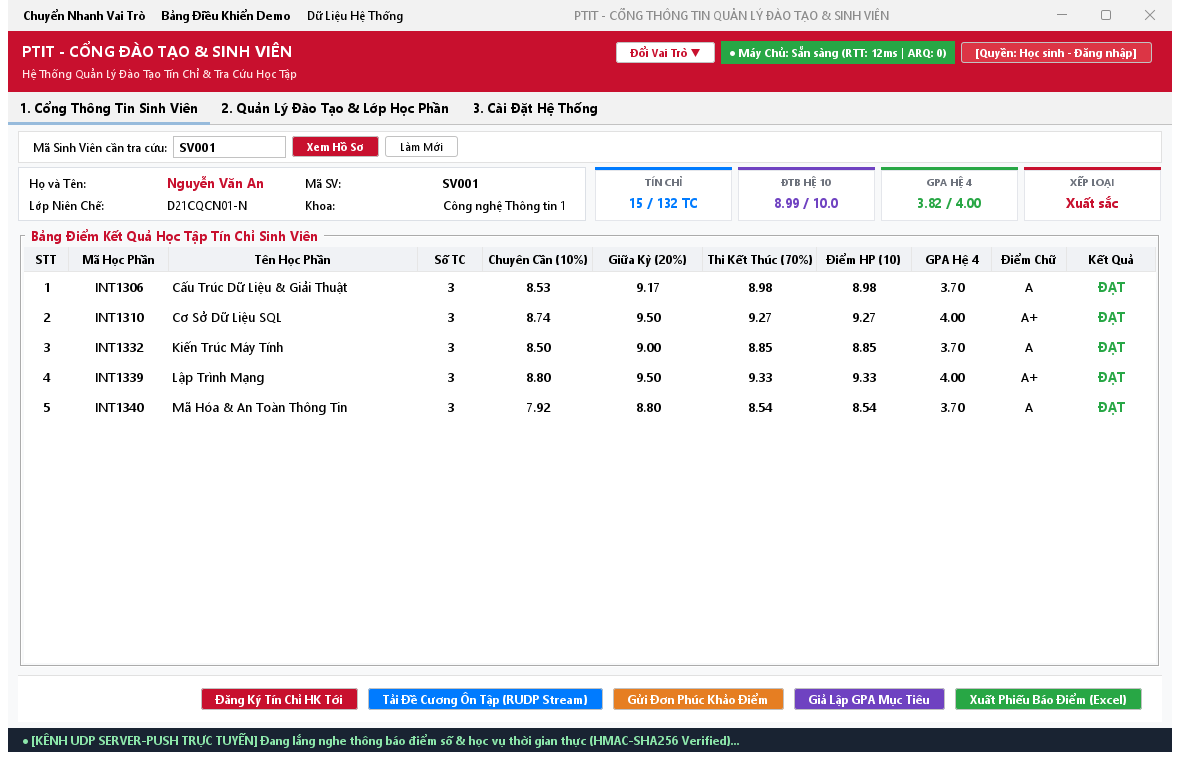 Chuyển Nhanh Vai Trò Bảng Điều Khiển Demo Dữ Liệu Hệ Thống PTIT - CỔNG THÔNG TIN QUẢN LÝ ĐÀO TẠO & SINH VIÊN
PTIT - CỔNG ĐÀO TẠO & SINH VIÊN
Hệ Thống Quản Lý Đào Tạo Tín Chỉ & Tra Cứu Học Tập
Đổi Vai Trò ▼ ● Máy Chủ: Sẵn sàng (RTT: 12ms | ARQ: 0) [Quyền: Học sinh - Đăng nhập]
1. Cổng Thông Tin Sinh Viên 2. Quản Lý Đào Tạo & Lớp Học Phần 3. Cài Đặt Hệ Thống
Mã Sinh Viên cần tra cứu: SV001 Xem Hồ Sơ Làm Mới
Họ và Tên: Nguyễn Văn An Mã SV: SV001
Lớp Niên Chế: D21CQCN01-N Khoa: Công nghệ Thông tin 1
TÍN CHỈ ĐTB HỆ 10 GPA HỆ 4 XẾP LOẠI
15 / 132 TC 8.99 / 10.0 3.82 / 4.00 Xuất sắc
Bảng Điểm Kết Quả Học Tập Tín Chỉ Sinh Viên
STT Mã Học Phần Tên Học Phần Số TC Chuyên Cần (10%) Giữa Kỳ (20%) Thi Kết Thúc (70%) Điểm HP (10) GPA Hệ 4 Điểm Chữ Kết Quả
1 INT1306 Cấu Trúc Dữ Liệu & Giải Thuật 3 8.53 9.17 8.98 8.98 3.70 A ĐẠT
2 INT1310 Cơ Sở Dữ Liệu SQL 3 8.74 9.50 9.27 9.27 4.00 A+ ĐẠT
3 INT1332 Kiến Trúc Máy Tính 3 8.50 9.00 8.85 8.85 3.70 A ĐẠT
4 INT1339 Lập Trình Mạng 3 8.80 9.50 9.33 9.33 4.00 A+ ĐẠT
5 INT1340 Mã Hóa & An Toàn Thông Tin 3 7.92 8.80 8.54 8.54 3.70 A ĐẠT
Đăng Ký Tín Chỉ HK Tới Tải Đề Cương Ôn Tập (RUDP Stream) Gửi Đơn Phúc Khảo Điểm Giả Lập GPA Mục Tiêu Xuất Phiếu Báo Điểm (Excel)
● [KÊNH UDP SERVER-PUSH TRỰC TUYẾN] Đang lắng nghe thông báo điểm số & học vụ thời gian thực (HMAC-SHA256 Verified)...